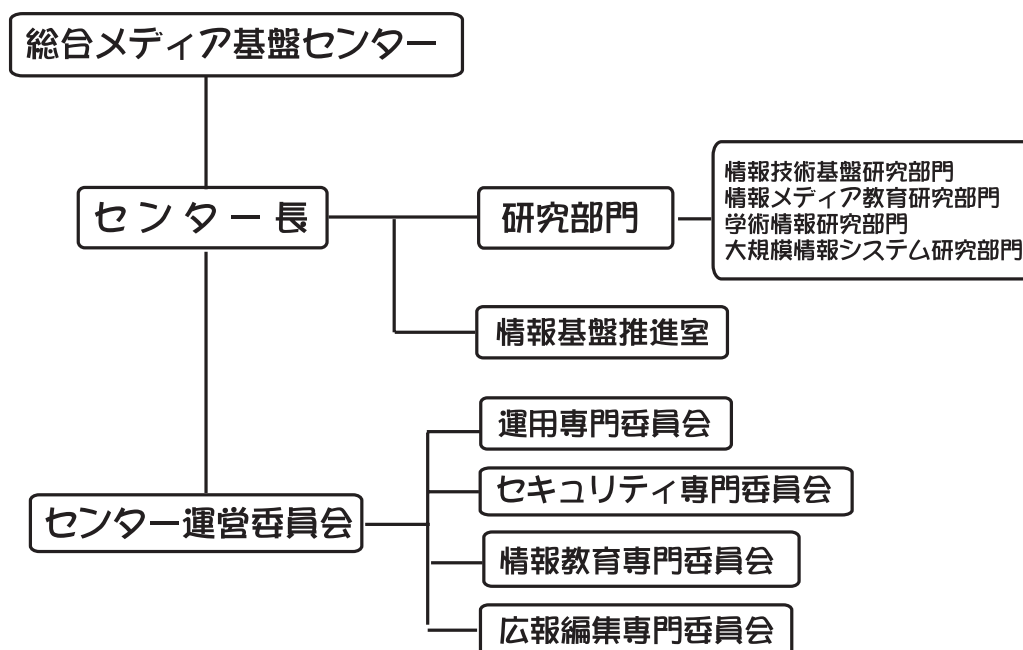 総合メディア基盤センター
センター長
研究部門
情報技術基盤研究部門
情報メディア教育研究部門
学術情報研究部門
大規模情報システム研究部門
情報基盤推進室
運用専門委員会
セキュリティ専門委員会
センター運営委員会
情報教育専門委員会
広報編集専門委員会